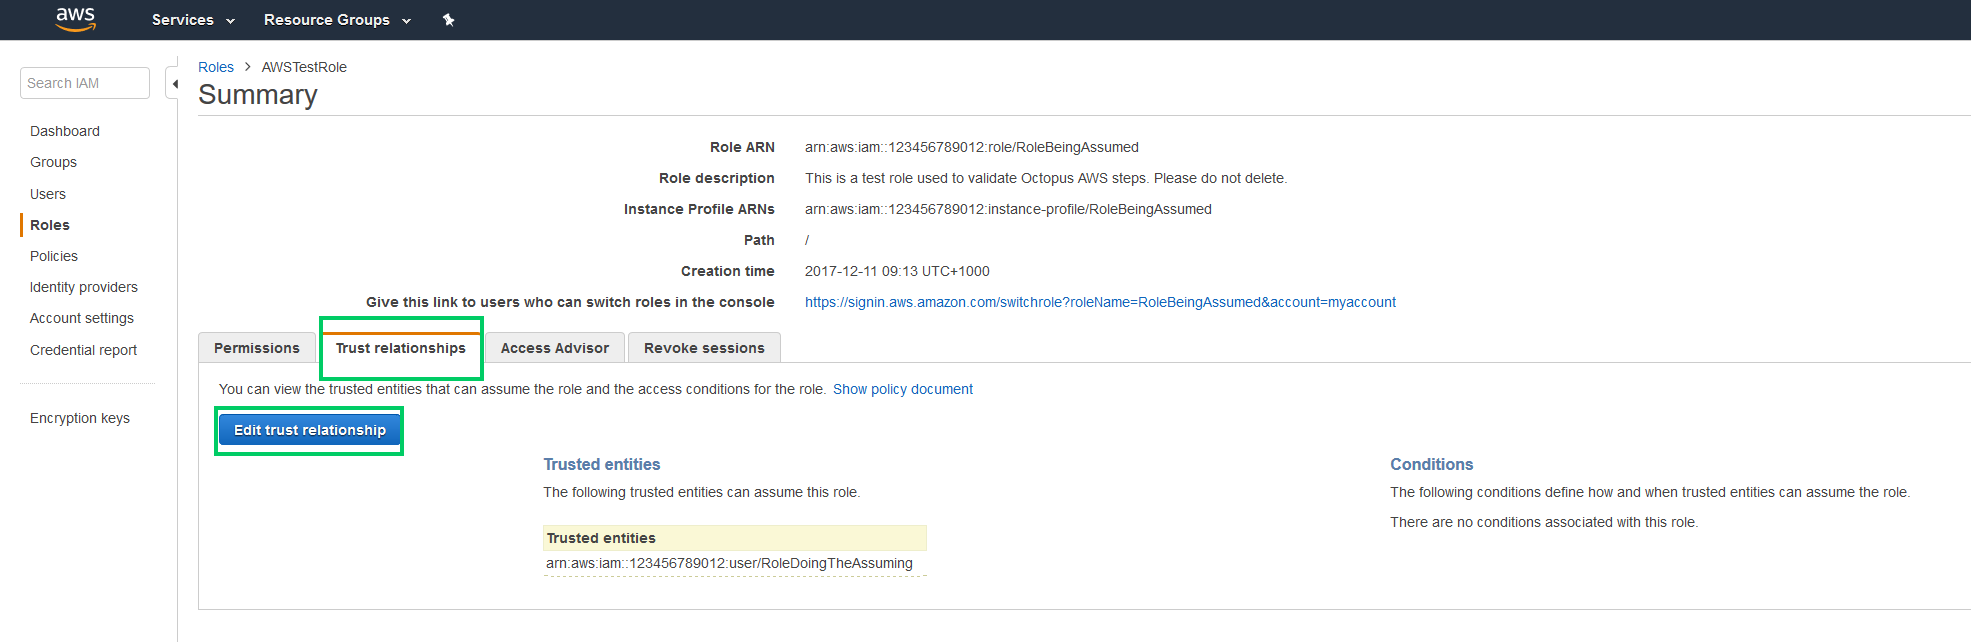 aws Services Resource Groups
Search IAM
Dashboard
Groups
Users
Roles
Policies
Identity providers
Account settings
Credential report
Encryption keys
Roles > AWSTestRole
Summary
Role ARN arn:aws:iam::123456789012:role/RoleBeingAssumed
Role description This is a test role used to validate Octopus AWS steps. Please do not delete.
Instance Profile ARNs arn:aws:iam::123456789012:instance-profile/RoleBeingAssumed
Path /
Creation time 2017-12-11 09:13 UTC+1000
Give this link to users who can switch roles in the console https://signin.aws.amazon.com/switchrole?roleName=RoleBeingAssumed&account=myaccount
Permissions Trust relationships Access Advisor Revoke sessions
You can view the trusted entities that can assume the role and the access conditions for the role. Show policy document
Edit trust relationship
Trusted entities
The following trusted entities can assume this role.
Trusted entities
arn:aws:iam::123456789012:user/RoleDoingTheAssuming
Conditions
The following conditions define how and when trusted entities can assume the role.
There are no conditions associated with this role.